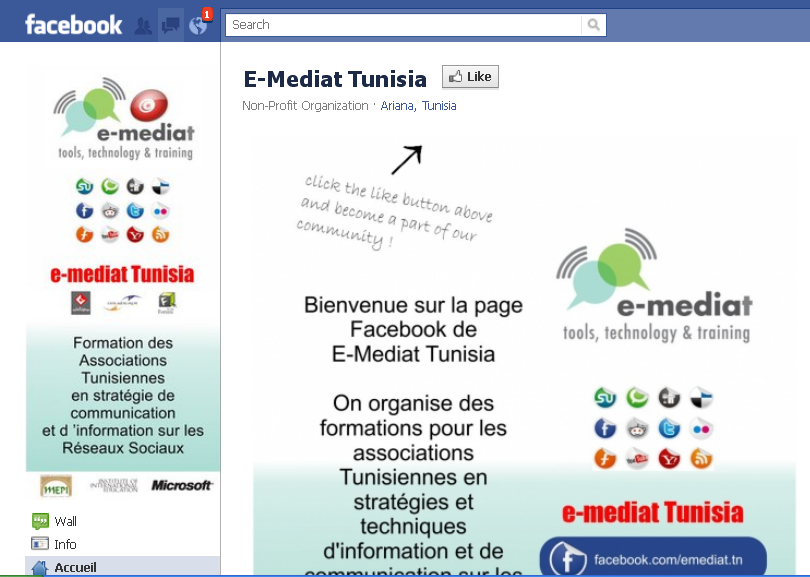 facebook
1
Search
e-mediat
tools, technology & training
e-mediat Tunisia
Formation des
Associations
Tunisiennes
en stratégie de
communication
et d 'information sur les
Réseaux Sociaux
MEPI
INSTITUTE OF
INTERNATIONAL
EDUCATION
Microsoft
Wall
Info
Accueil
E-Mediat Tunisia
Like
Non-Profit Organization · Ariana, Tunisia
click the like button above
and become a part of our
community !
Bienvenue sur la page
Facebook de
E-Mediat Tunisia
On organise des
formations pour les
associations
Tunisiennes en
stratégies et
techniques
d'information et de
communication sur les
e-mediat
tools, technology & training
e-mediat Tunisia
facebook.com/emediat.tn